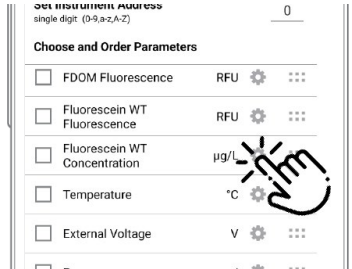 Set Instrument Address
single digit (0-9,a-z,A-Z)
0
Choose and Order Parameters
FDOM Fluorescence RFU
Fluorescein WT
Fluorescence RFU
Fluorescein WT
Concentration µg/L
Temperature °C
External Voltage V